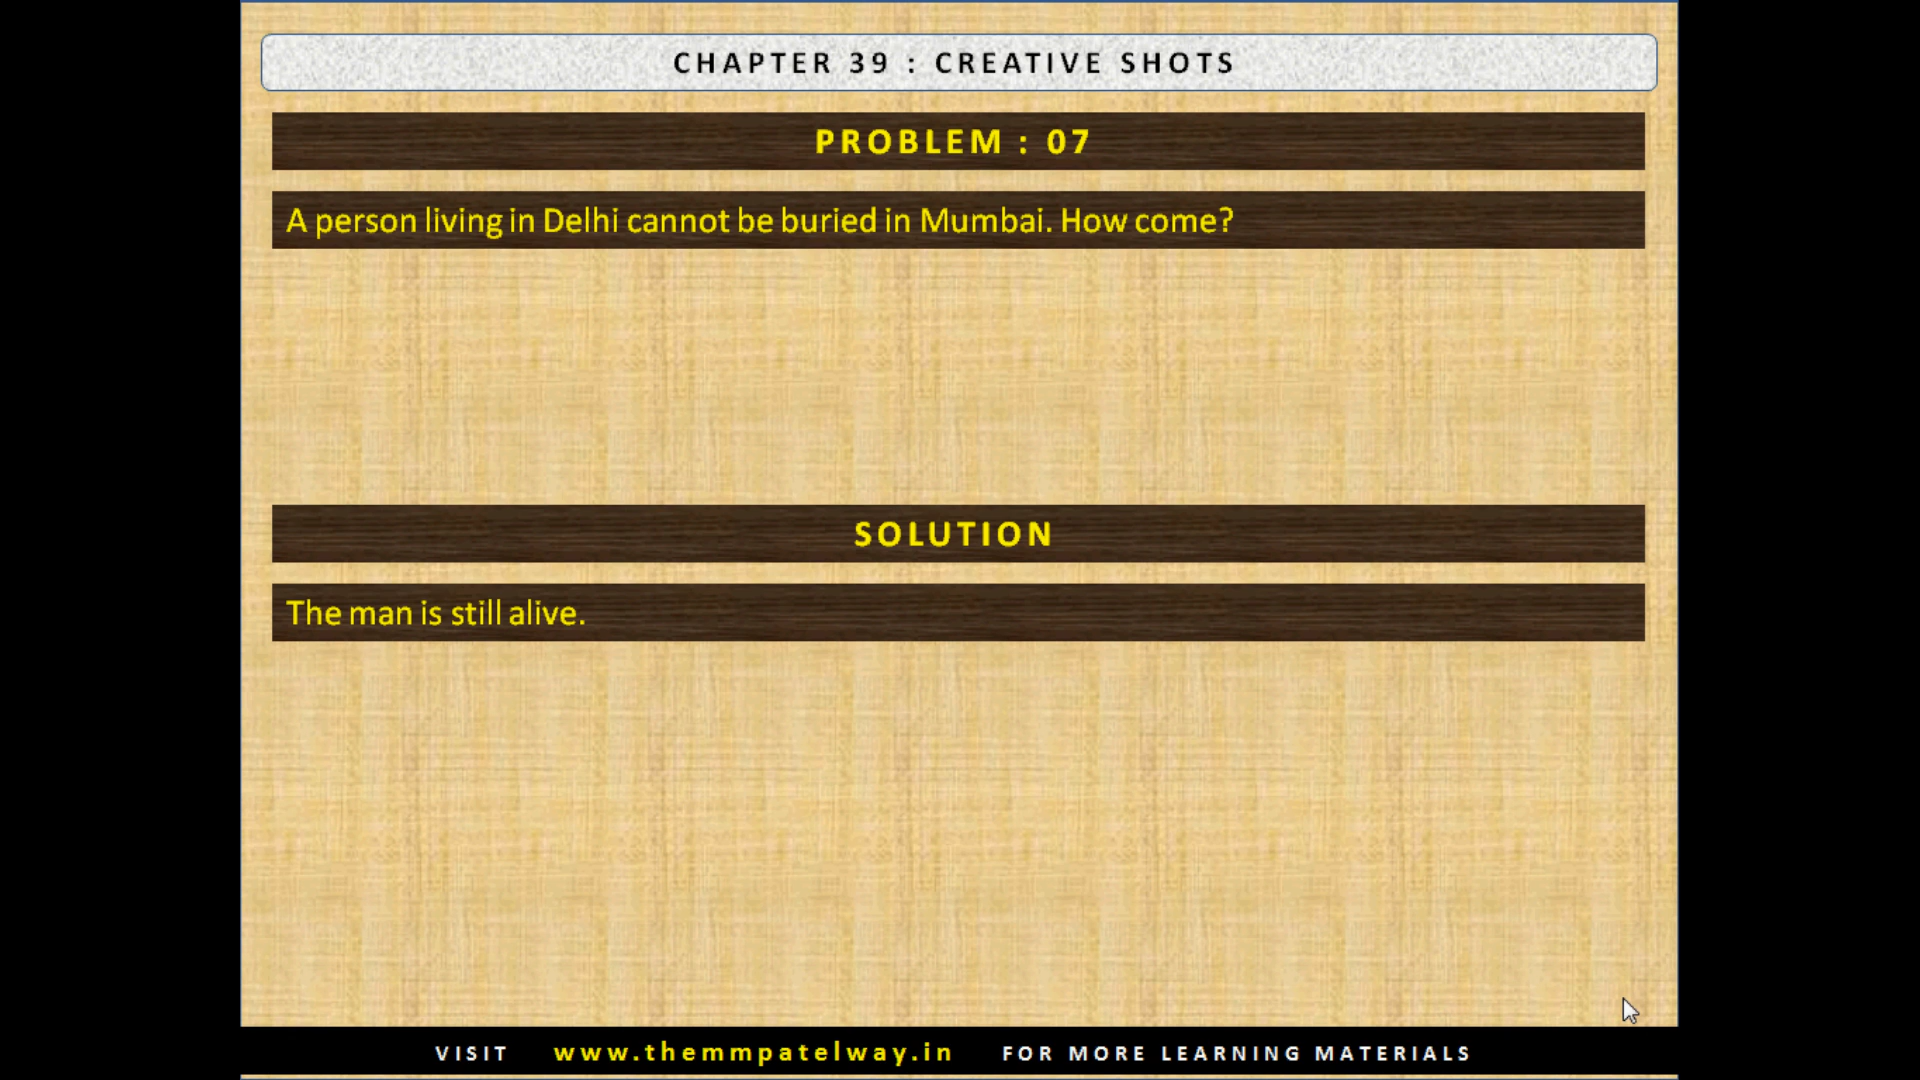 CHAPTER 39 : CREATIVE SHOTS
PROBLEM : 07
A person living in Delhi cannot be buried in Mumbai. How come?
SOLUTION
The man is still alive.
VISIT www.themmpatelway.in FOR MORE LEARNING MATERIALS